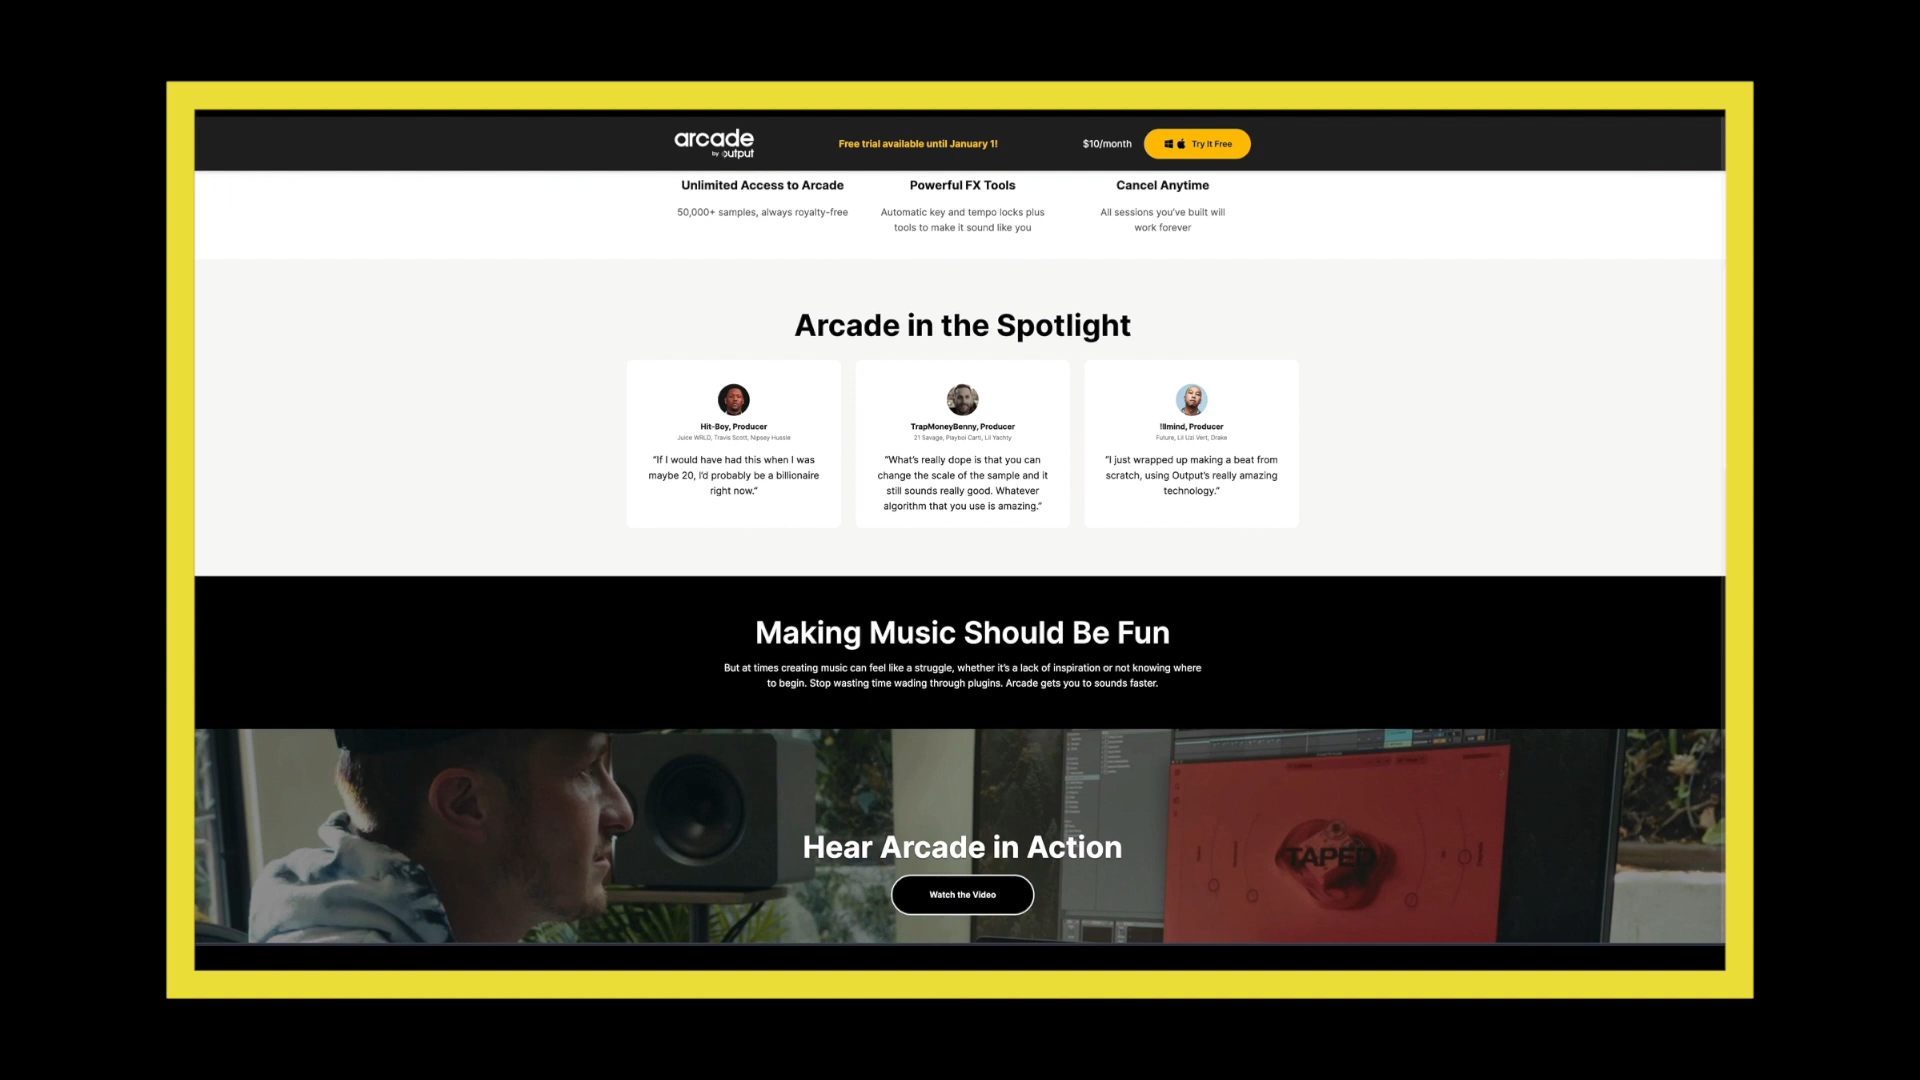 arcade
by output
Free trial available until January 1!
$10/month
Try It Free
Unlimited Access to Arcade
50,000+ samples, always royalty-free
Powerful FX Tools
Automatic key and tempo locks plus
tools to make it sound like you
Cancel Anytime
All sessions you've built will
work forever
Arcade in the Spotlight
Hit-Boy, Producer
Juice WRLD, Travis Scott, Nipsey Hussle
"If I would have had this when I was
maybe 20, I'd probably be a billionaire
right now."
TrapMoneyBenny, Producer
21 Savage, Playboi Carti, Lil Yachty
"What's really dope is that you can
change the scale of the sample and it
still sounds really good. Whatever
algorithm that you use is amazing."
!llmind, Producer
Future, Lil Uzi Vert, Drake
"I just wrapped up making a beat from
scratch, using Output's really amazing
technology."
Making Music Should Be Fun
But at times creating music can feel like a struggle, whether it's a lack of inspiration or not knowing where
to begin. Stop wasting time wading through plugins. Arcade gets you to sounds faster.
Hear Arcade in Action
Watch the Video
TAPED